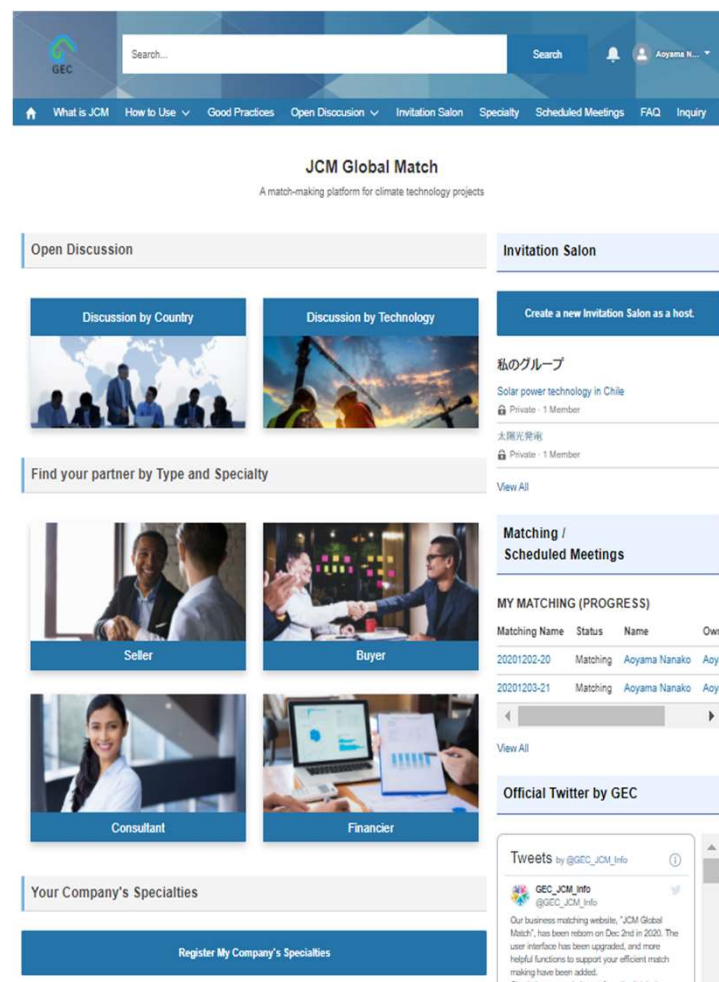 GEC
Search...
Search
Aoyama N...
What is JCM How to Use Good Practices Open Disccusion Invitation Salon Specialty Scheduled Meetings FAQ Inquiry
JCM Global Match
A match-making platform for climate technology projects
Open Discussion
Discussion by Country
Discussion by Technology
Find your partner by Type and Specialty
Seller
Buyer
Consultant
Financier
Your Company's Specialties
Register My Company's Specialties
Invitation Salon
Create a new Invitation Salon as a host.
私のグループ
Solar power technology in Chile
Private · 1 Member
太陽光発電
Private · 1 Member
View All
Matching /
Scheduled Meetings
MY MATCHING (PROGRESS)
Matching Name Status Name Own
20201202-20 Matching Aoyama Nanako Aoy
20201203-21 Matching Aoyama Nanako Aoy
View All
Official Twitter by GEC
Tweets by @GEC_JCM_Info
GEC_JCM_Info
@GEC_JCM_Info
Our business matching website, "JCM Global
Match", has been reborn on Dec 2nd in 2020. The
user interface has been upgraded, and more
helpful functions to support your efficient match
making have been added.